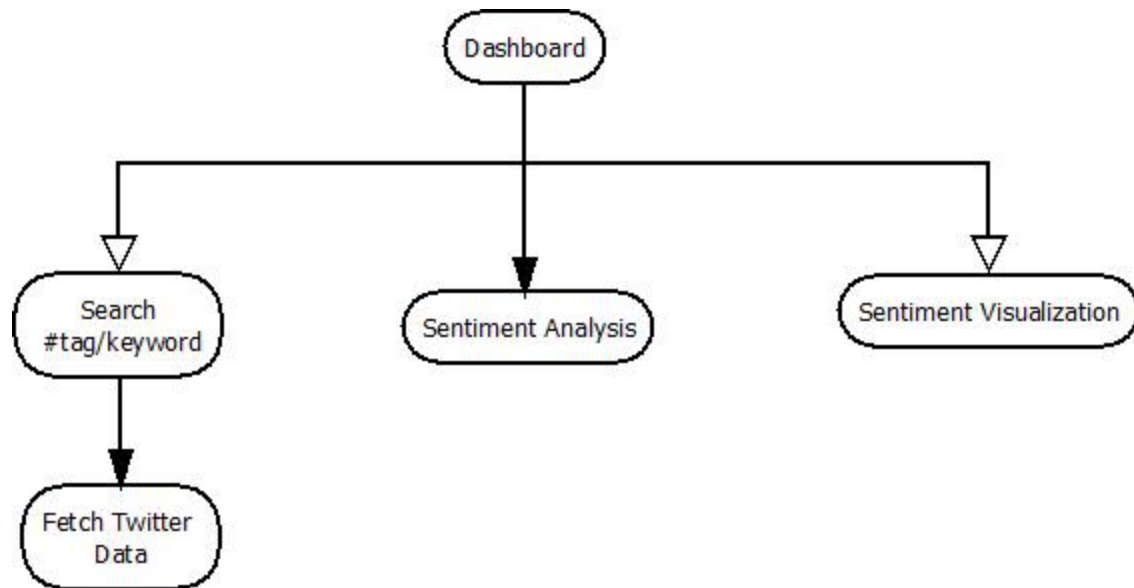 Dashboard
Search
#tag/keyword
Sentiment Analysis
Sentiment Visualization
Fetch Twitter
Data